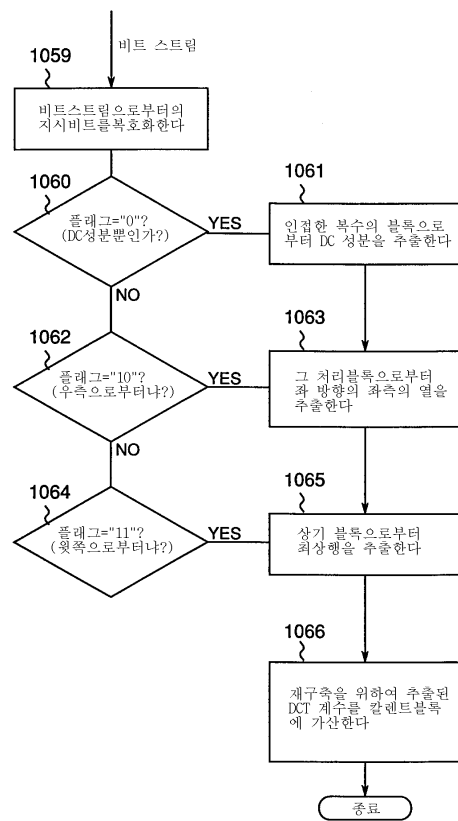 비트 스트림
1059
비트스트림으로부터의
지시비트를복호화한다
1060
플래그="0"?
(DC성분뿐인가?)
YES
1061
인접한 복수의 블록으로
부터 DC 성분을 추출한다
NO
1062
플래그="10"?
(우측으로부터냐?)
YES
1063
그 처리블록으로부터
좌 방향의 좌측의 열을
추출한다
NO
1064
플래그="11"?
(윗쪽으로부터냐?)
YES
1065
상기 블록으로부터
최상행을 추출한다
1066
재구축을 위하여 추출된
DCT 계수를 칼렌트블록
에 가산한다
종료